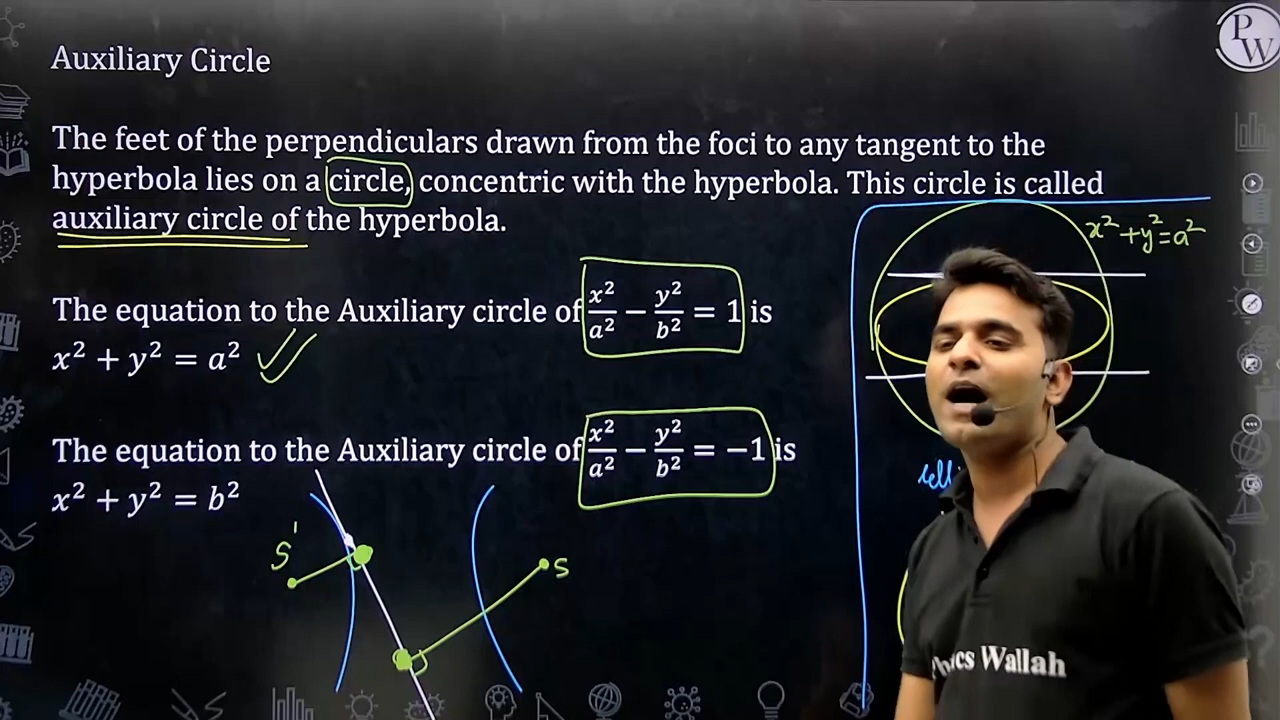 P
W
Auxiliary Circle
The feet of the perpendiculars drawn from the foci to any tangent to the
hyperbola lies on a circle, concentric with the hyperbola. This circle is called
auxiliary circle of the hyperbola.
x² + y² = a²
The equation to the Auxiliary circle of x²/a² − y²/b² = 1 is
x² + y² = a²
The equation to the Auxiliary circle of x²/a² − y²/b² = −1 is
x² + y² = b²
S'
S
Wallah